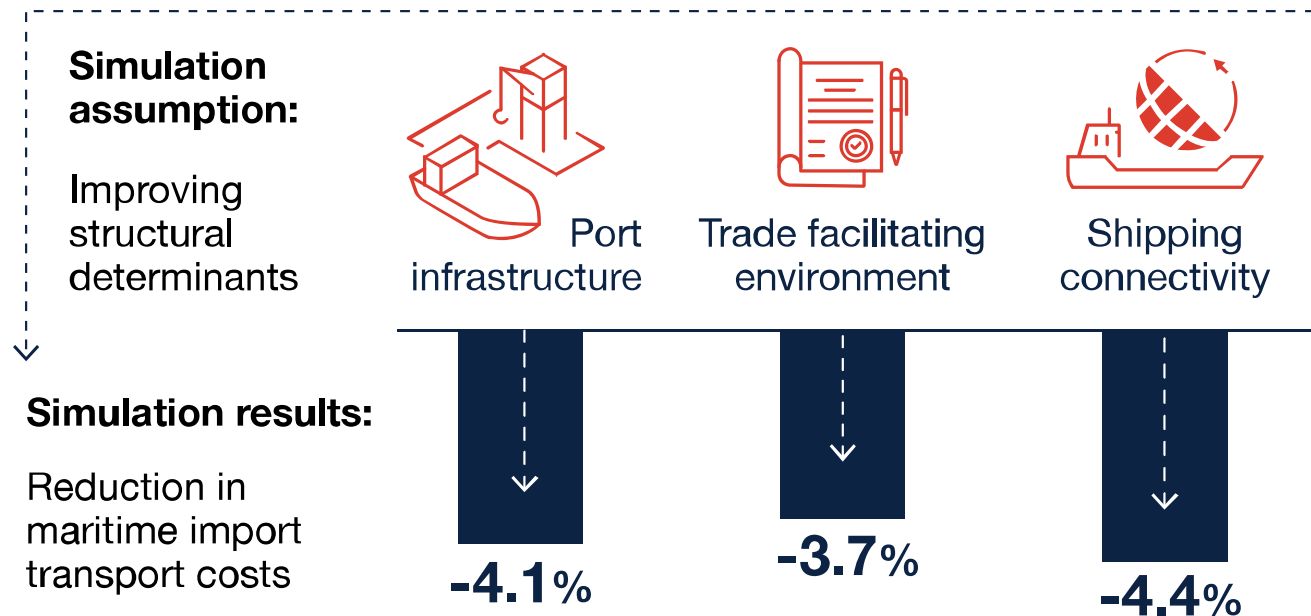 Simulation
assumption:
Improving
structural
determinants
Port
infrastructure
Trade facilitating
environment
Shipping
connectivity
Simulation results:
Reduction in
maritime import
transport costs
-4.1%
-3.7%
-4.4%